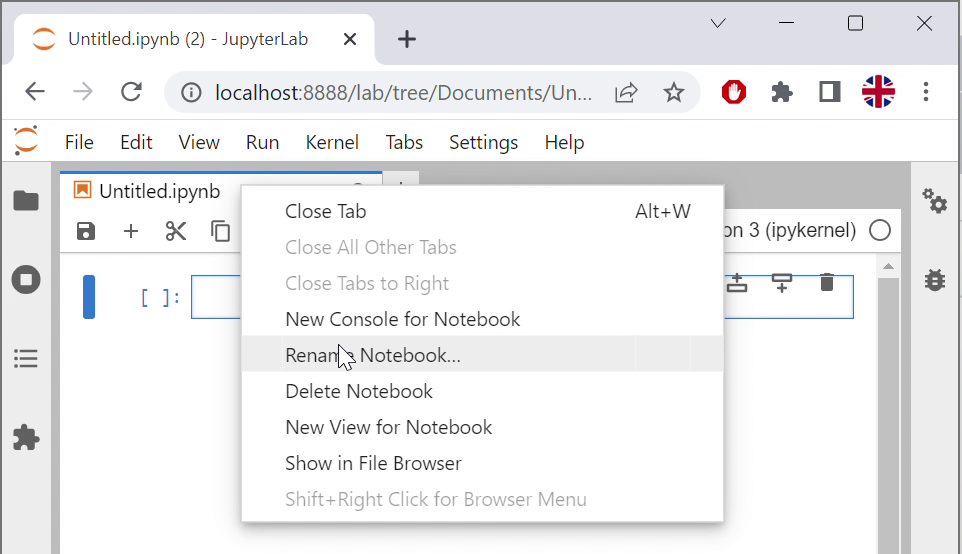 Untitled.ipynb (2) - JupyterLab
localhost:8888/lab/tree/Documents/Un...
File Edit View Run Kernel Tabs Settings Help
Untitled.ipynb
(ipykernel)
3
[ ]:
Close Tab Alt+W
Close All Other Tabs
Close Tabs to Right
New Console for Notebook
Rename Notebook...
Delete Notebook
New View for Notebook
Show in File Browser
Shift+Right Click for Browser Menu